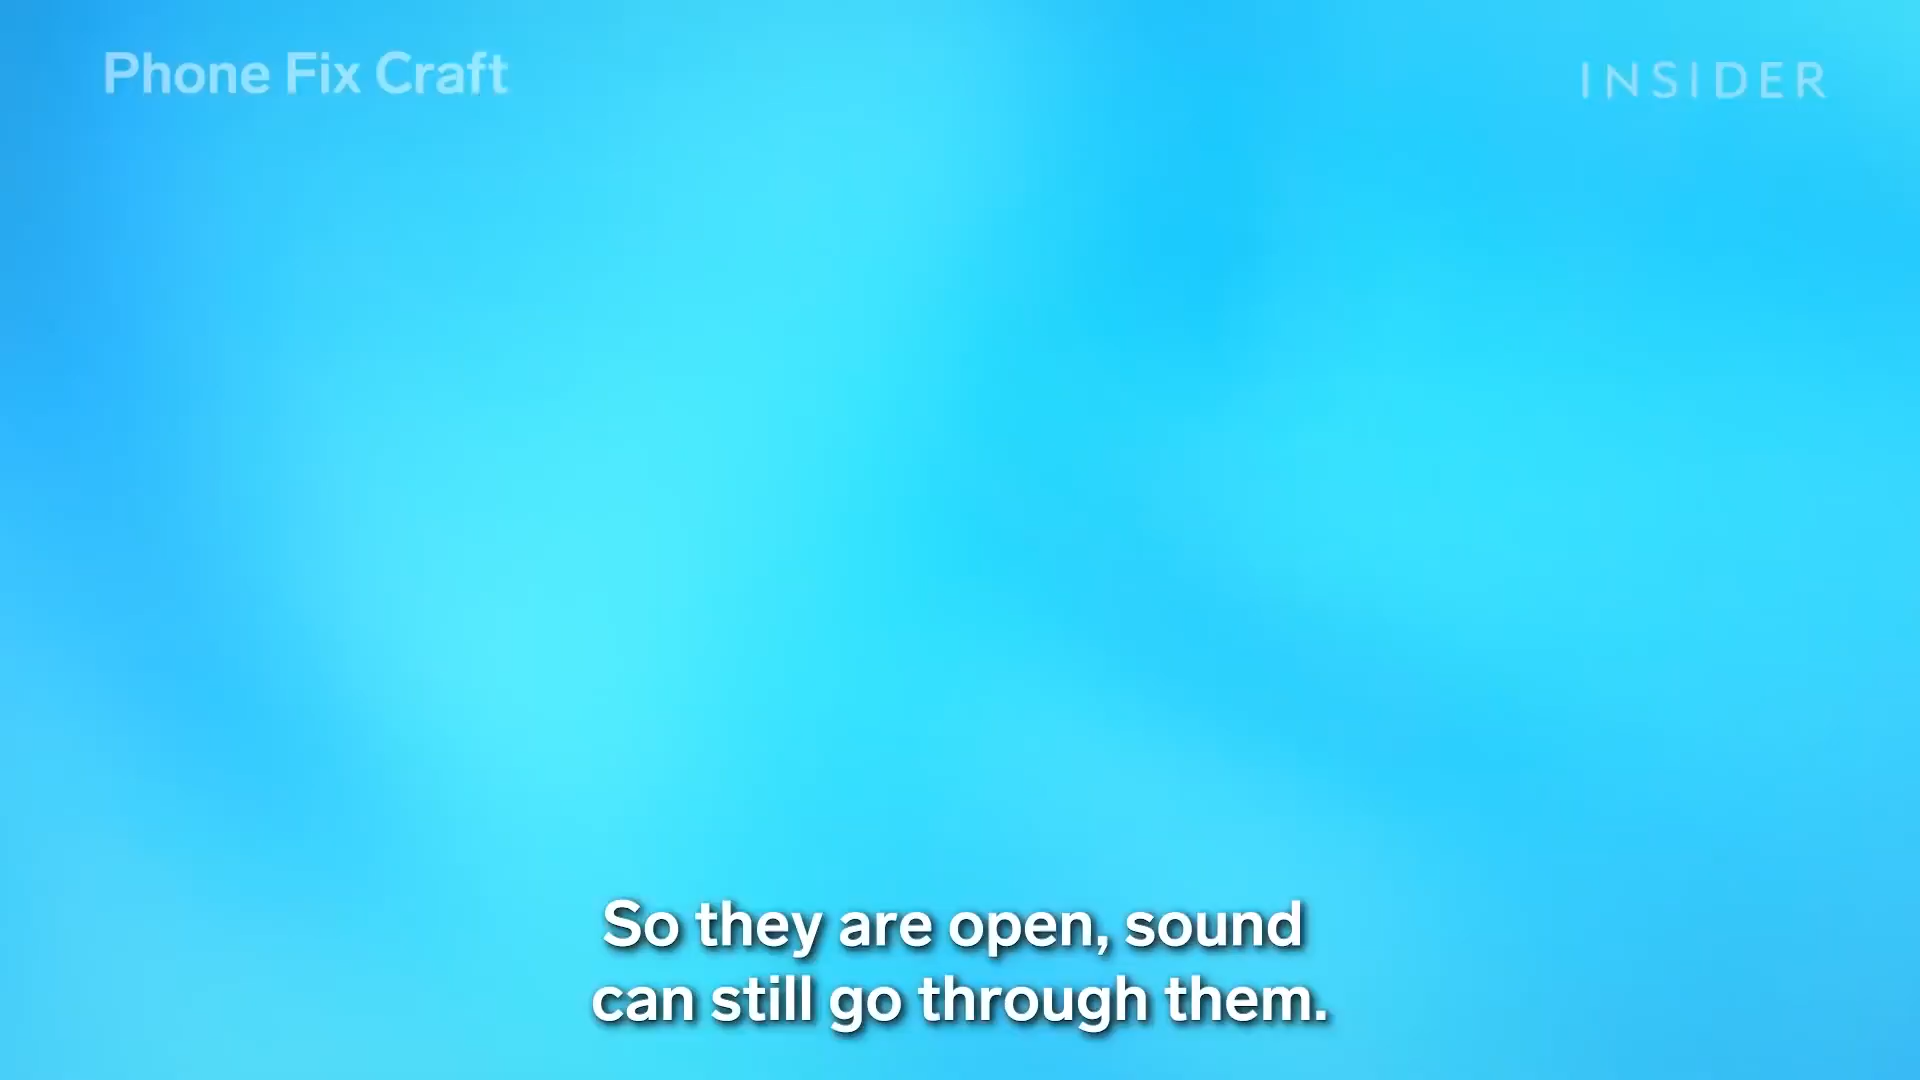 Phone Fix Craft
INSIDER
So they are open, sound
can still go through them.